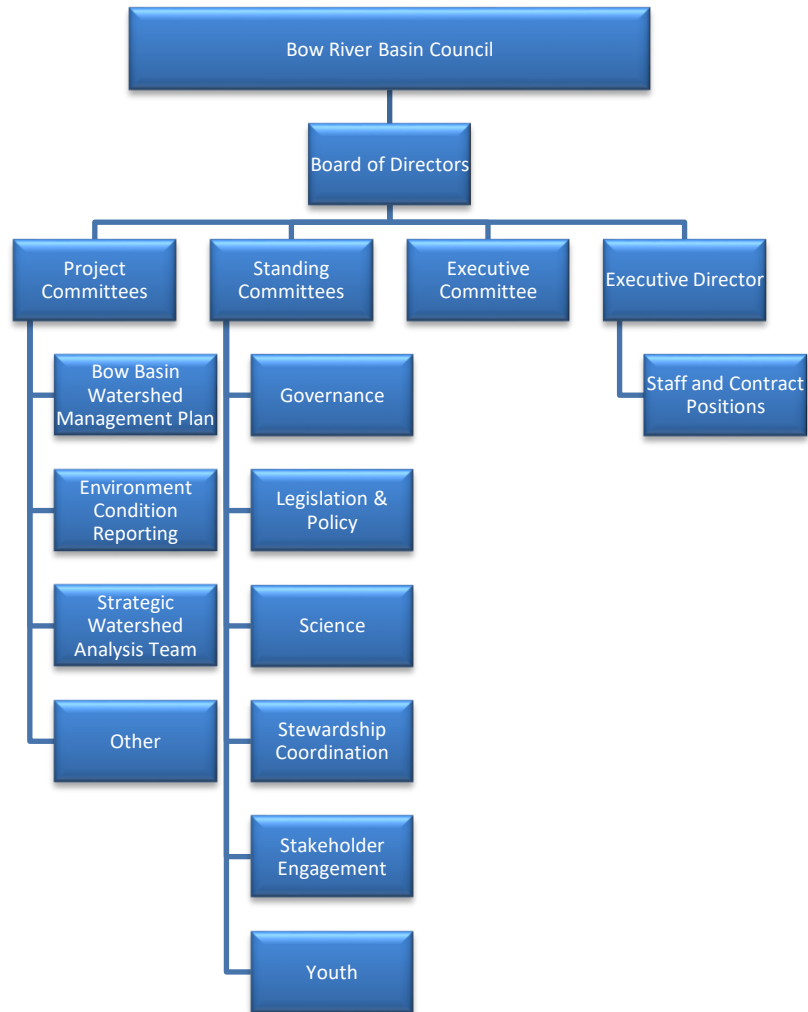 Bow River Basin Council
Board of Directors
Project
Committees
Standing
Committees
Executive
Committee
Executive Director
Bow Basin
Watershed
Management Plan
Environment
Condition
Reporting
Strategic
Watershed
Analysis Team
Other
Governance
Legislation &
Policy
Science
Stewardship
Coordination
Stakeholder
Engagement
Youth
Staff and Contract
Positions